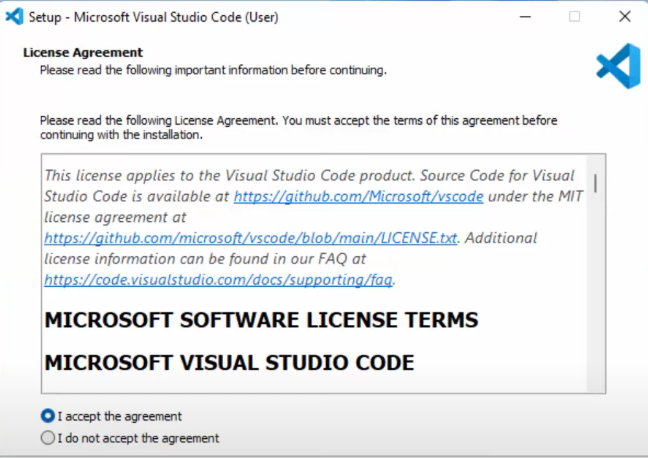 Setup - Microsoft Visual Studio Code (User)
License Agreement
Please read the following important information before continuing.
Please read the following License Agreement. You must accept the terms of this agreement before
continuing with the installation.
This license applies to the Visual Studio Code product. Source Code for Visual
Studio Code is available at https://github.com/Microsoft/vscode under the MIT
license agreement at
https://github.com/microsoft/vscode/blob/main/LICENSE.txt. Additional
license information can be found in our FAQ at
https://code.visualstudio.com/docs/supporting/faq.
MICROSOFT SOFTWARE LICENSE TERMS
MICROSOFT VISUAL STUDIO CODE
I accept the agreement
I do not accept the agreement